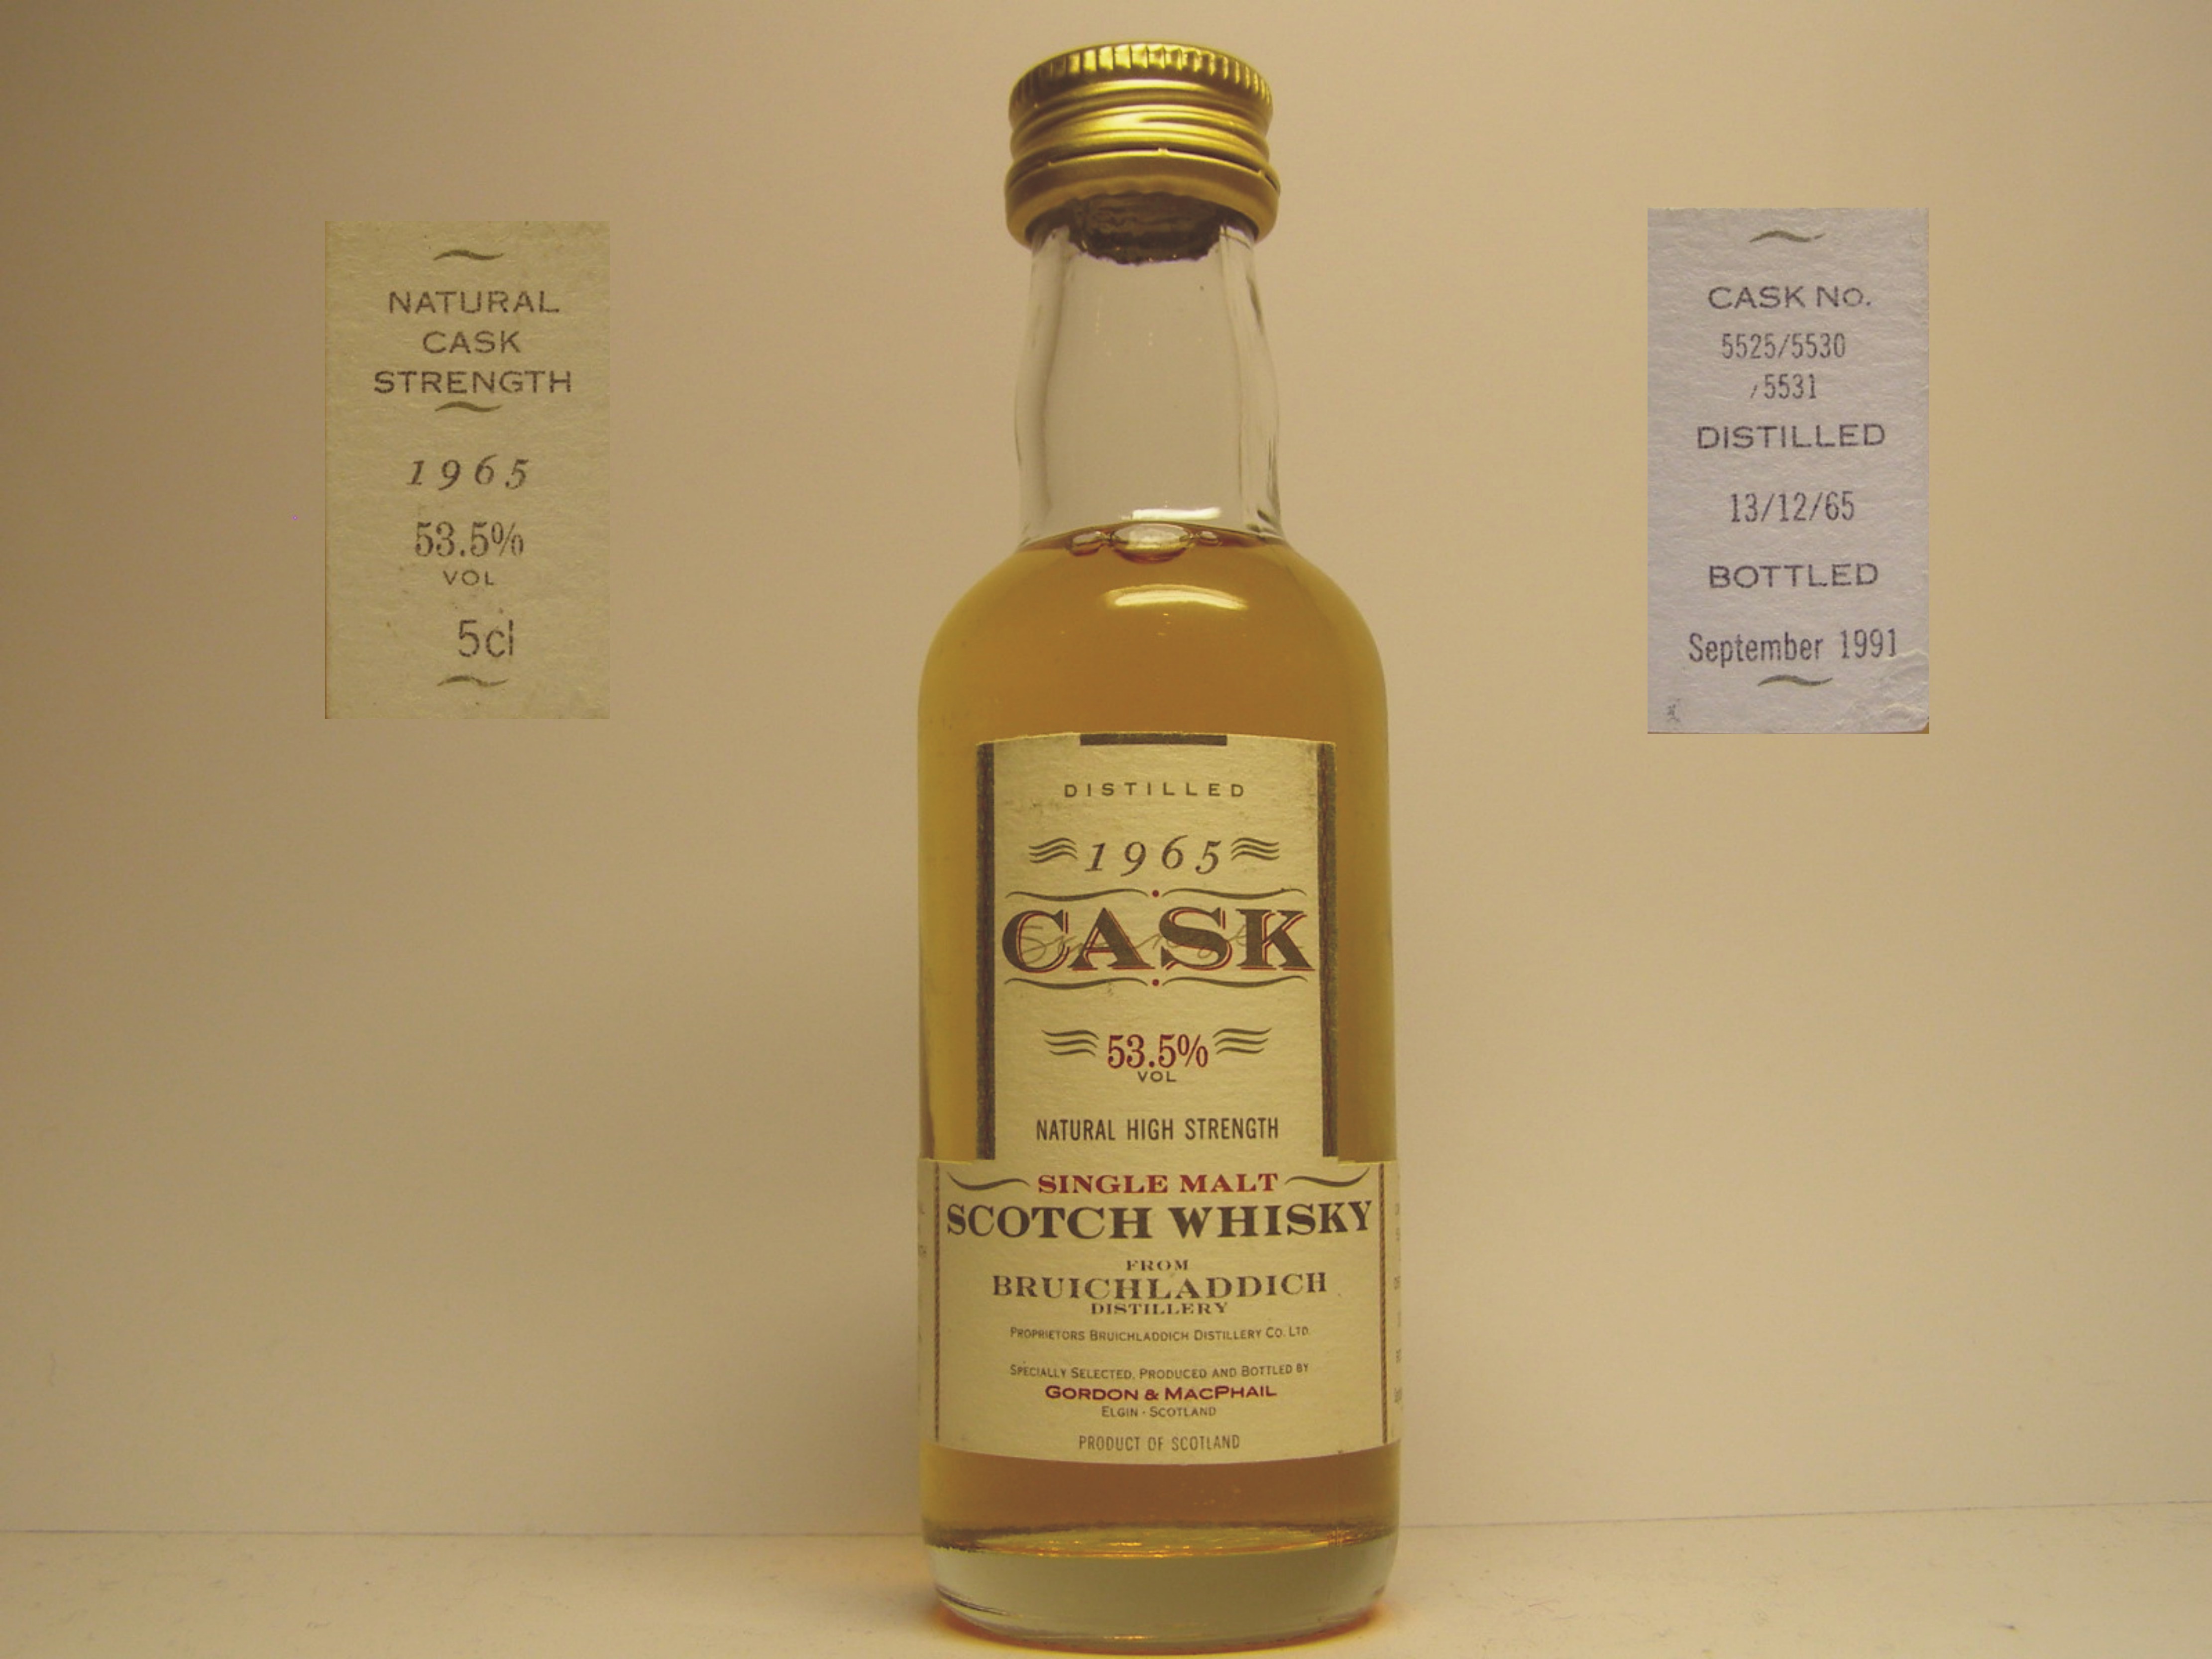 NATURAL
CASK
STRENGTH
1965
53.5%
VOL
5cl
DISTILLED
1965
CASK
53.5%
VOL
NATURAL HIGH STRENGTH
SINGLE MALT
SCOTCH WHISKY
FROM
BRUICHLADDICH
DISTILLERY
PROPRIETORS BRUICHLADDICH DISTILLERY CO. LTD.
SPECIALLY SELECTED, PRODUCED AND BOTTLED BY
GORDON & MACPHAIL
ELGIN · SCOTLAND
PRODUCT OF SCOTLAND
CASK NO.
5525/5530
/5531
DISTILLED
13/12/65
BOTTLED
September 1991